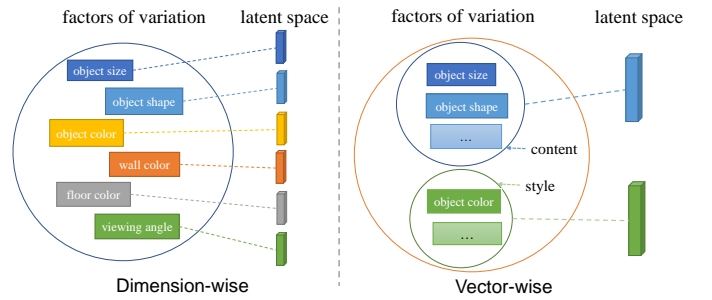 factors of variation
latent space
object size
object shape
object color
wall color
floor color
viewing angle
Dimension-wise
factors of variation
latent space
object size
object shape
...
content
style
object color
...
Vector-wise